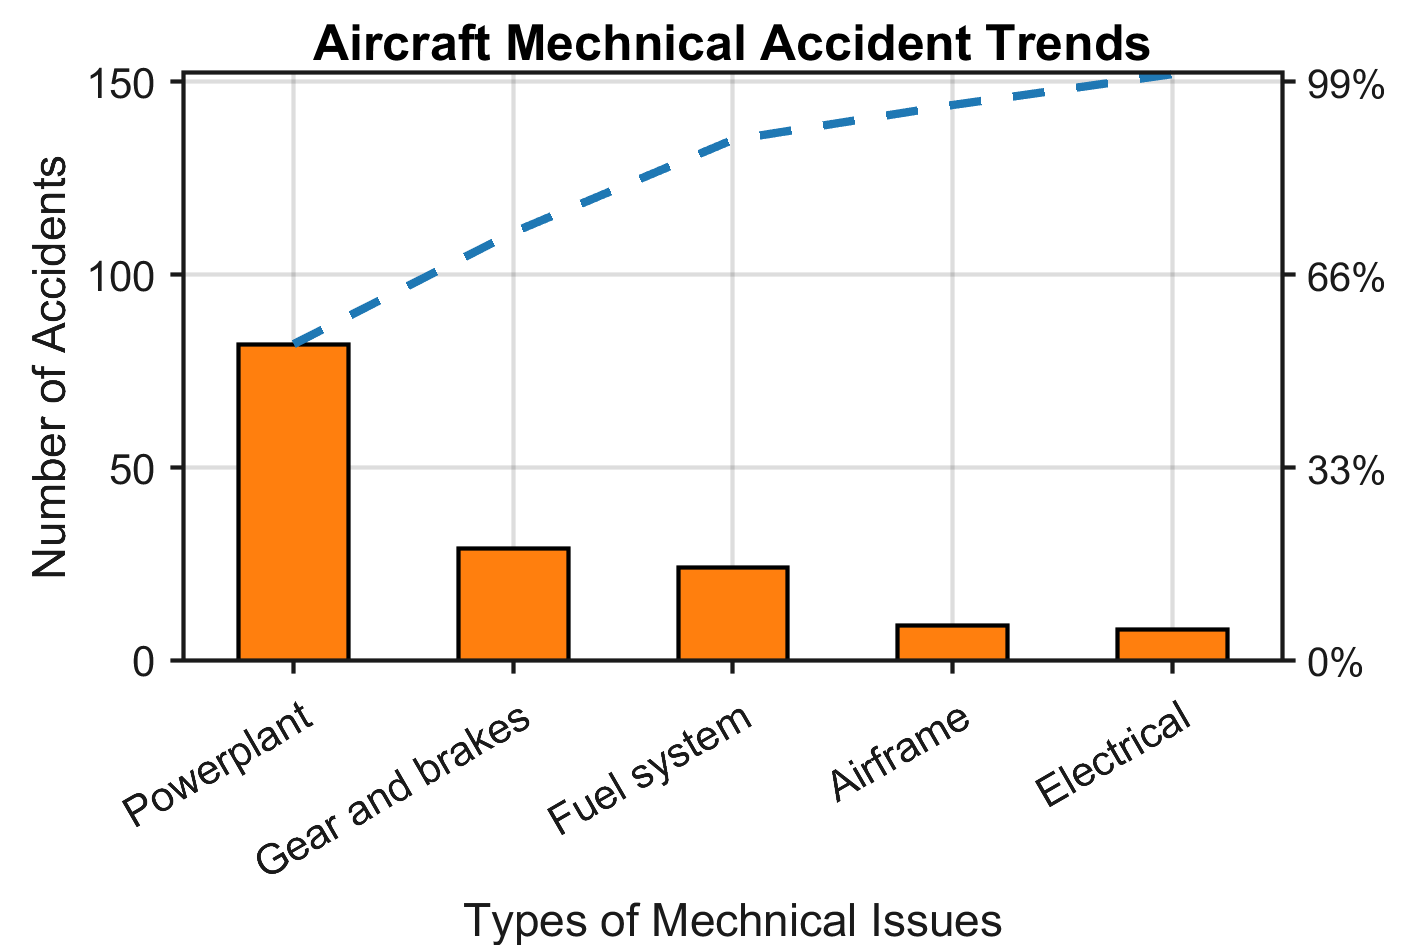 Aircraft Mechnical Accident Trends
150
100
50
0
99%
66%
33%
0%
Number of Accidents
Powerplant
Gear and brakes
Fuel system
Airframe
Electrical
Types of Mechnical Issues